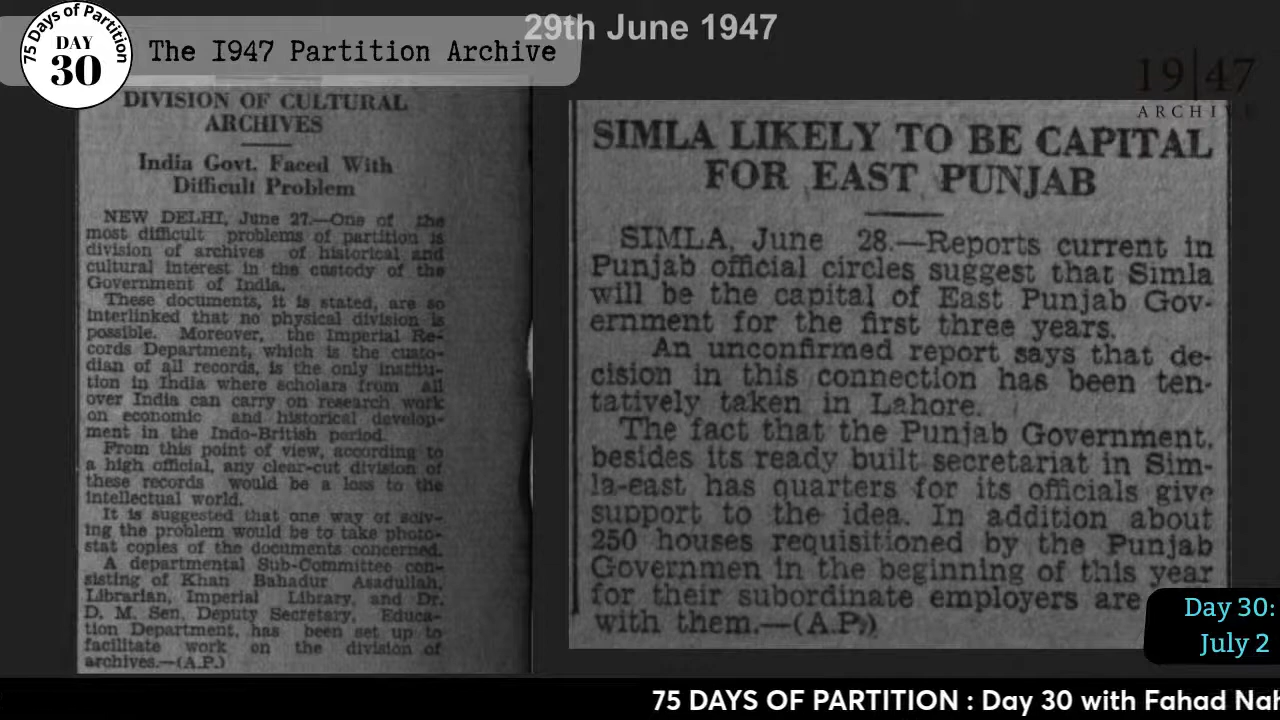 29th June 1947
75 Days of Partition
DAY
30
The 1947 Partition Archive
19|47
ARCHIVE
DIVISION OF CULTURAL
ARCHIVES
India Govt. Faced With
Difficult Problem
NEW DELHI, June 27.—One of the
most difficult problems of partition is
division of archives of historical and
cultural interest in the custody of the
Government of India.
These documents, it is stated, are so
interlinked that no physical division is
possible. Moreover, the Imperial Re-
cords Department, which is the custo-
dian of all records, is the only institu-
tion in India where scholars from all
over India can carry on research work
on economic and historical develop-
ment in the Indo-British period.
From this point of view, according to
a high official, any clear-cut division of
these records would be a loss to the
intellectual world.
It is suggested that one way of solv-
ing the problem would be to take photo-
stat copies of the documents concerned.
A departmental Sub-Committee con-
sisting of Khan Bahadur Asadullah,
Librarian, Imperial Library, and Dr.
D. M. Sen, Deputy Secretary, Educa-
tion Department, has been set up to
facilitate work on the division of
archives.—(A.P.)
SIMLA LIKELY TO BE CAPITAL
FOR EAST PUNJAB
SIMLA, June 28.—Reports current in
Punjab official circles suggest that Simla
will be the capital of East Punjab Gov-
ernment for the first three years.
An unconfirmed report says that de-
cision in this connection has been ten-
tatively taken in Lahore.
The fact that the Punjab Government,
besides its ready built secretariat in Sim-
la-east has quarters for its officials give
support to the idea. In addition about
250 houses requisitioned by the Punjab
Governmen in the beginning of this year
for their subordinate employers are
with them.—(A.P.)
Day 30:
July 2
75 DAYS OF PARTITION : Day 30 with Fahad Nah